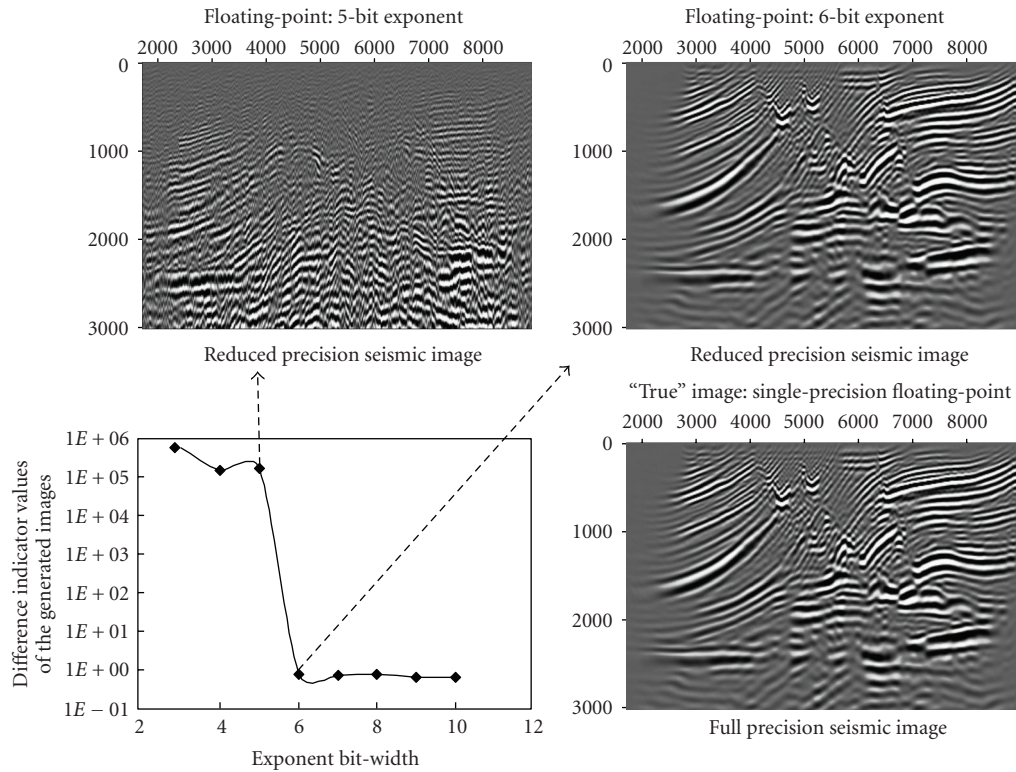 Floating-point: 5-bit exponent
2000 3000 4000 5000 6000 7000 8000
0
1000
2000
3000
Reduced precision seismic image
Floating-point: 6-bit exponent
2000 3000 4000 5000 6000 7000 8000
0
1000
2000
3000
Reduced precision seismic image
“True” image: single-precision floating-point
2000 3000 4000 5000 6000 7000 8000
0
1000
2000
3000
Full precision seismic image
Difference indicator values
of the generated images
1E + 06
1E + 05
1E + 04
1E + 03
1E + 02
1E + 01
1E + 00
1E − 01
2 4 6 8 10 12
Exponent bit-width